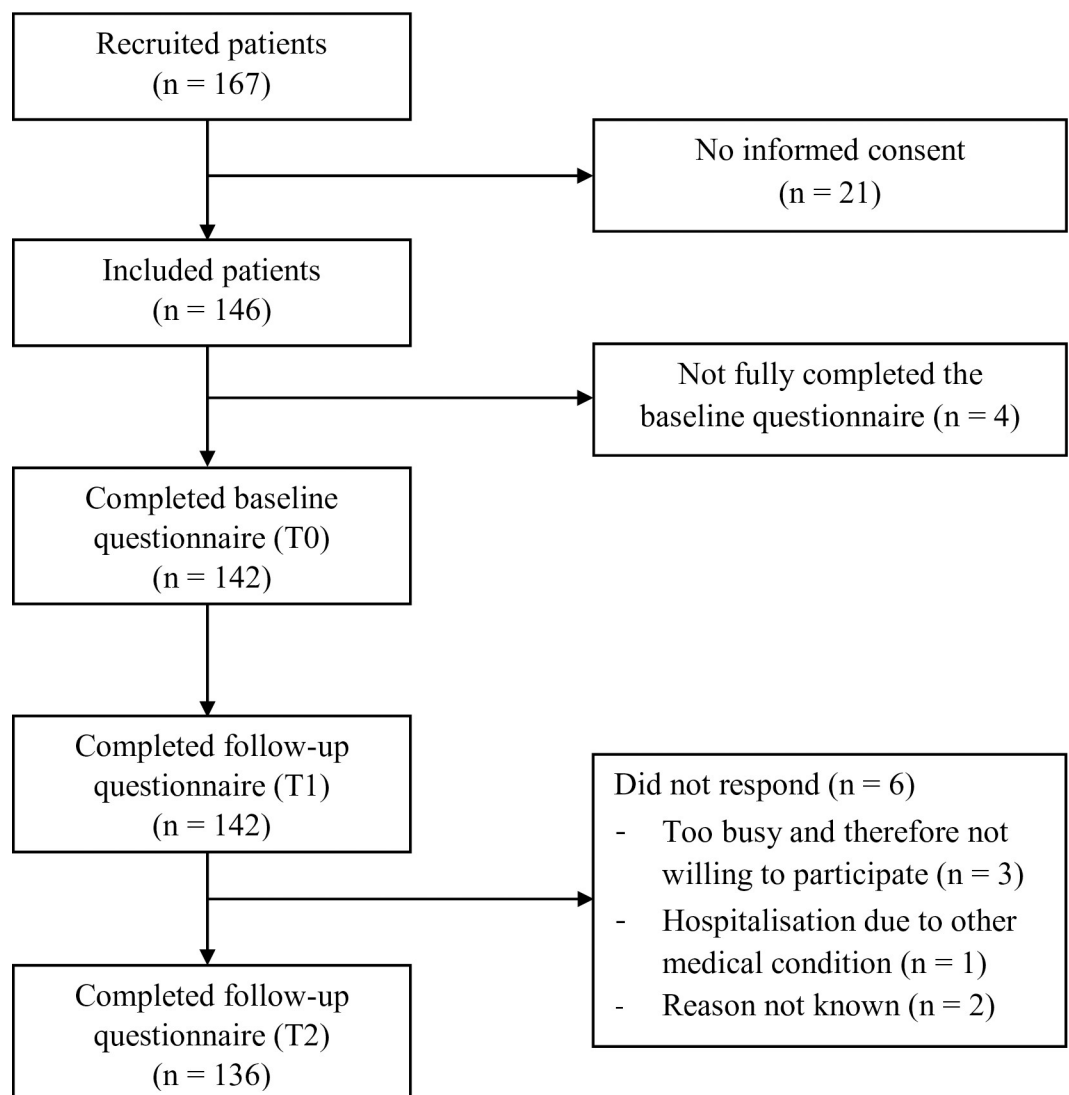 Recruited patients
(n = 167)
No informed consent
(n = 21)
Included patients
(n = 146)
Not fully completed the
baseline questionnaire (n = 4)
Completed baseline
questionnaire (T0)
(n = 142)
Completed follow-up
questionnaire (T1)
(n = 142)
Did not respond (n = 6)
- Too busy and therefore not
willing to participate (n = 3)
- Hospitalisation due to other
medical condition (n = 1)
- Reason not known (n = 2)
Completed follow-up
questionnaire (T2)
(n = 136)